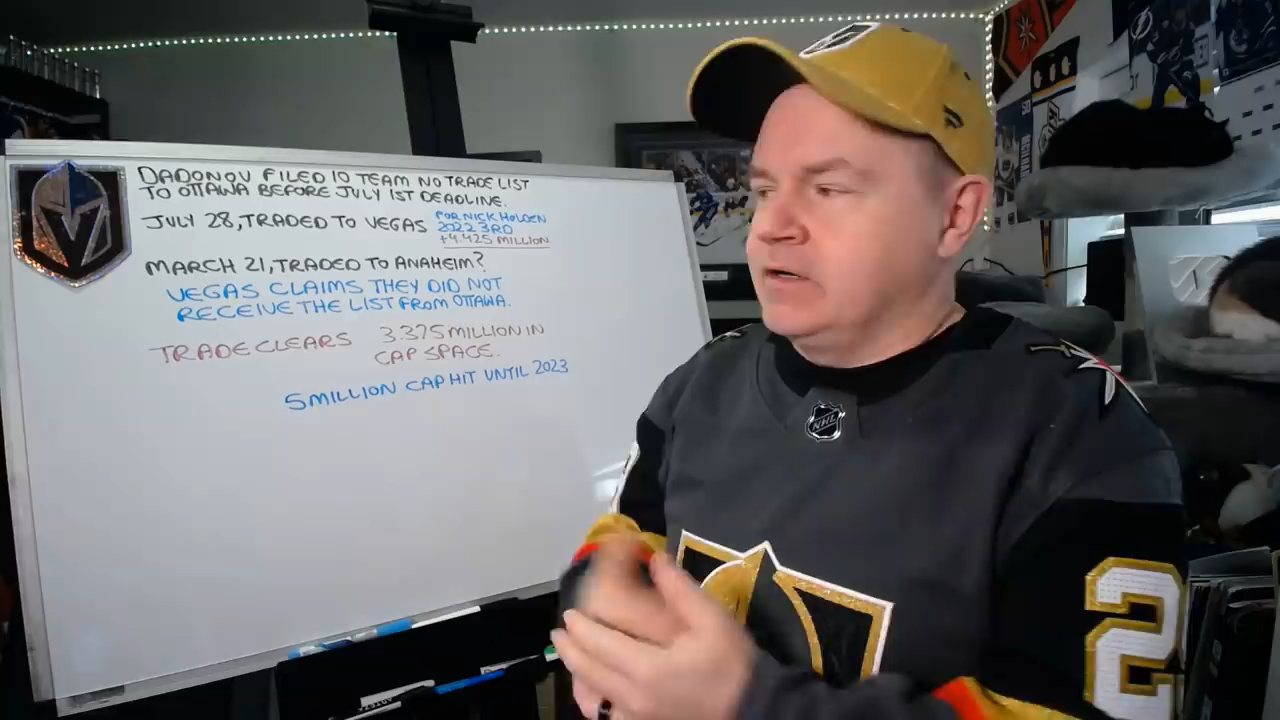 DADONOV FILED 10 TEAM NO TRADE LIST
TO OTTAWA BEFORE JULY 1ST DEADLINE.
JULY 28, TRADED TO VEGAS
FOR NICK HOLDEN
2022 3RD
+4.425 MILLION
MARCH 21, TRADED TO ANAHEIM?
VEGAS CLAIMS THEY DID NOT
RECEIVE THE LIST FROM OTTAWA.
TRADE CLEARS 3.375 MILLION IN
CAP SPACE.
5 MILLION CAP HIT UNTIL 2023
NHL
2